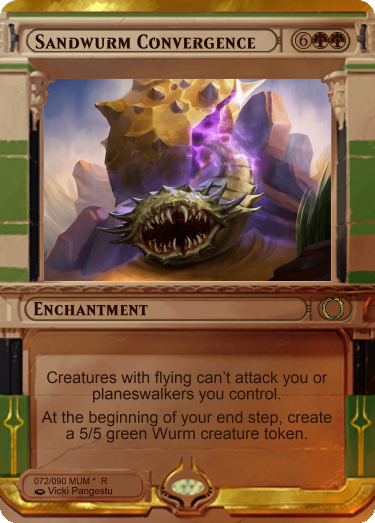 Sandwurm Convergence 6
Enchantment
Creatures with flying can't attack you or
planeswalkers you control.
At the beginning of your end step, create
a 5/5 green Wurm creature token.
072/090 MUM * R
Vicki Pangestu